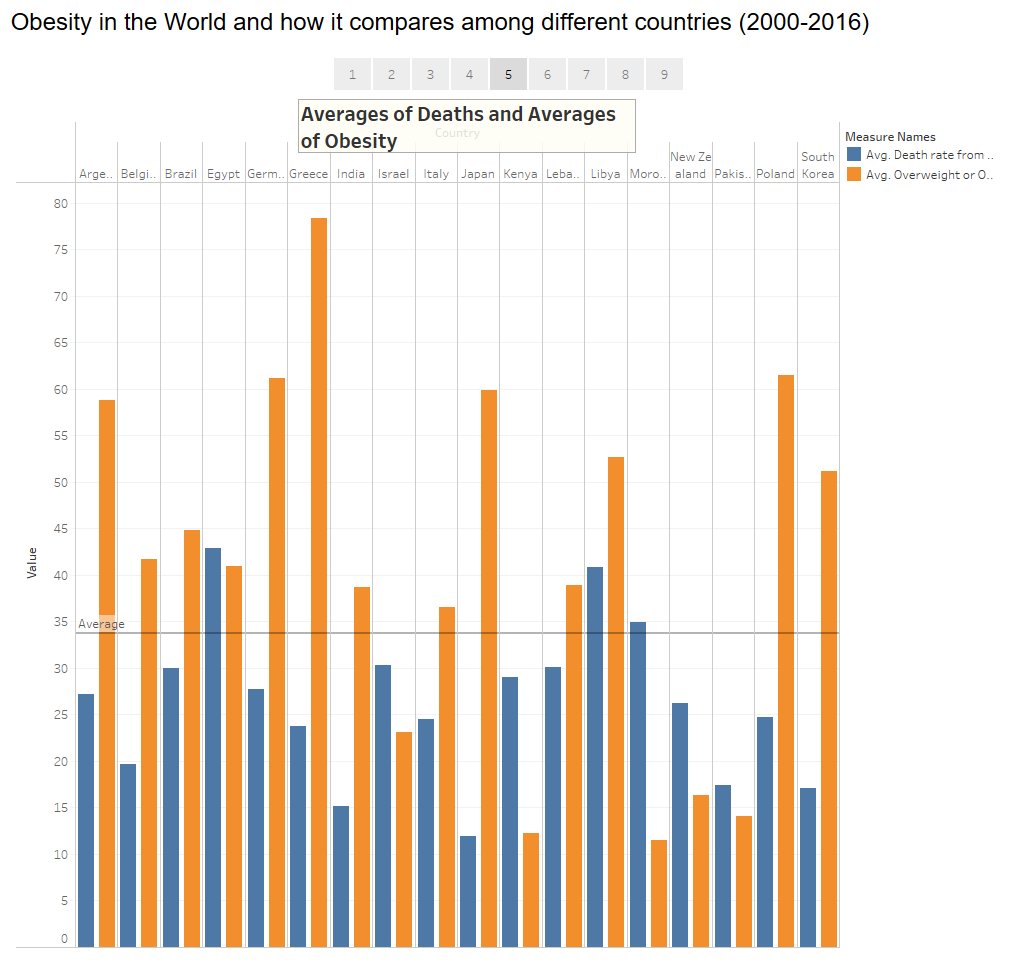 Obesity in the World and how it compares among different countries (2000-2016)
1 2 3 4 5 6 7 8 9
Averages of Deaths and Averages
of Obesity
Country
Measure Names
Avg. Death rate from ..
Avg. Overweight or O..
New Ze South
Arge.. Belgi.. Brazil Egypt Germ.. Greece India Israel Italy Japan Kenya Leba.. Libya Moro.. aland Pakis.. Poland Korea
80
75
70
65
60
55
50
45
Value
40
35
Average
30
25
20
15
10
5
0